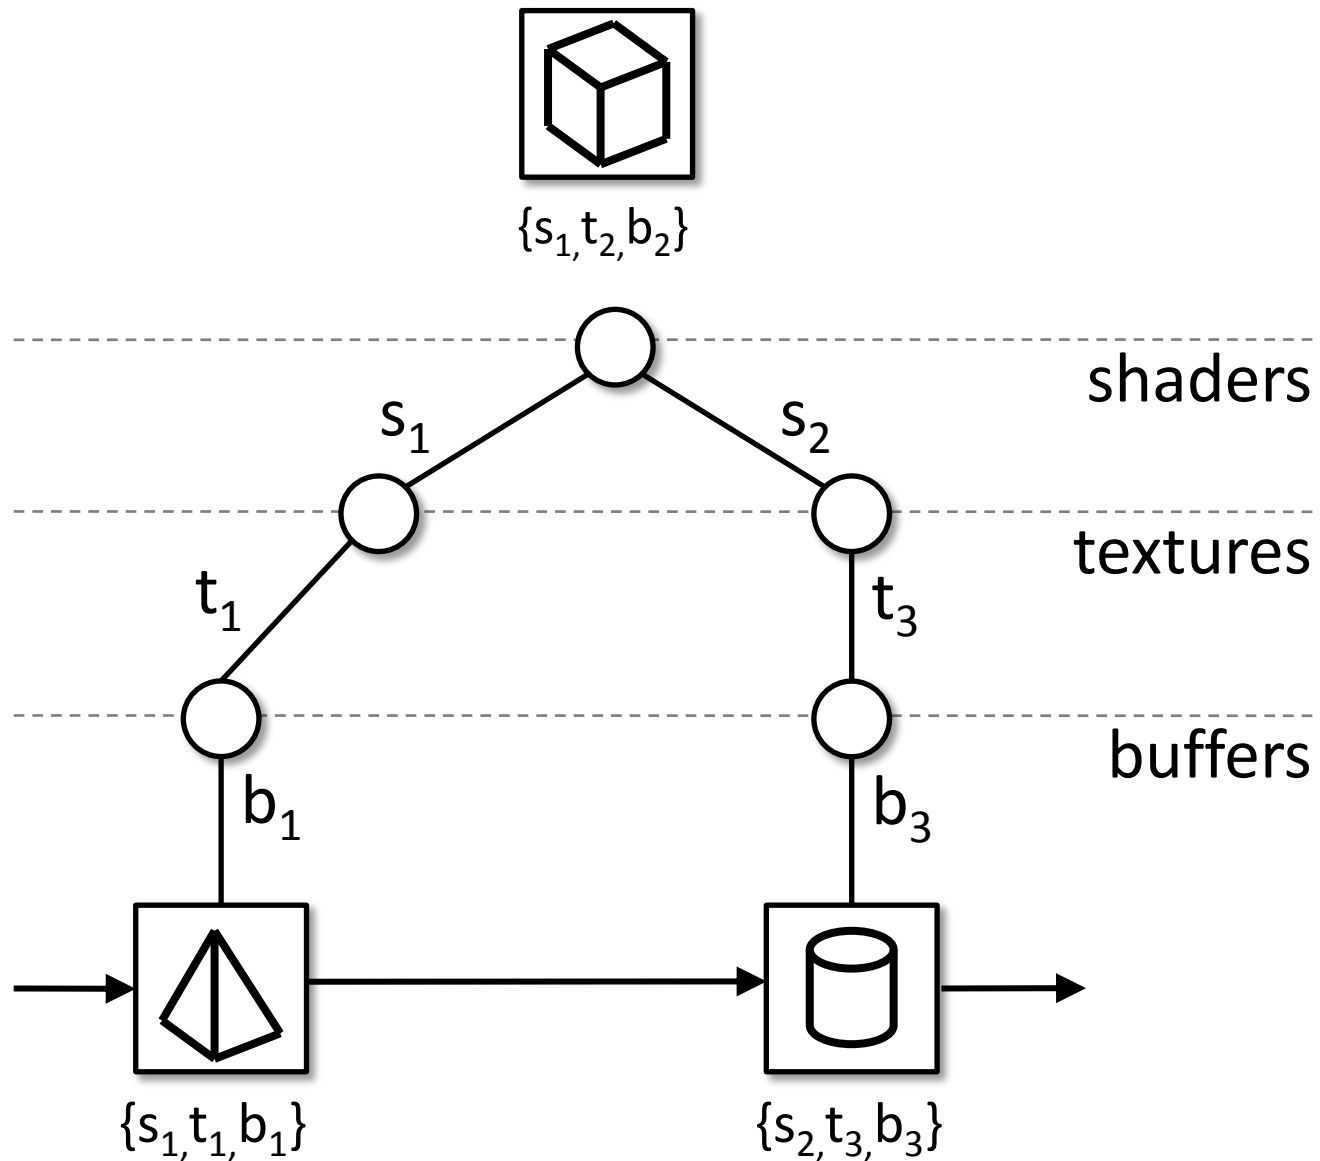 {s₁,t₂,b₂}
shaders
s₁ s₂
textures
t₁ t₃
buffers
b₁ b₃
{s₁,t₁,b₁} {s₂,t₃,b₃}